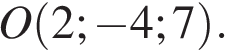 O(2; −4; 7).